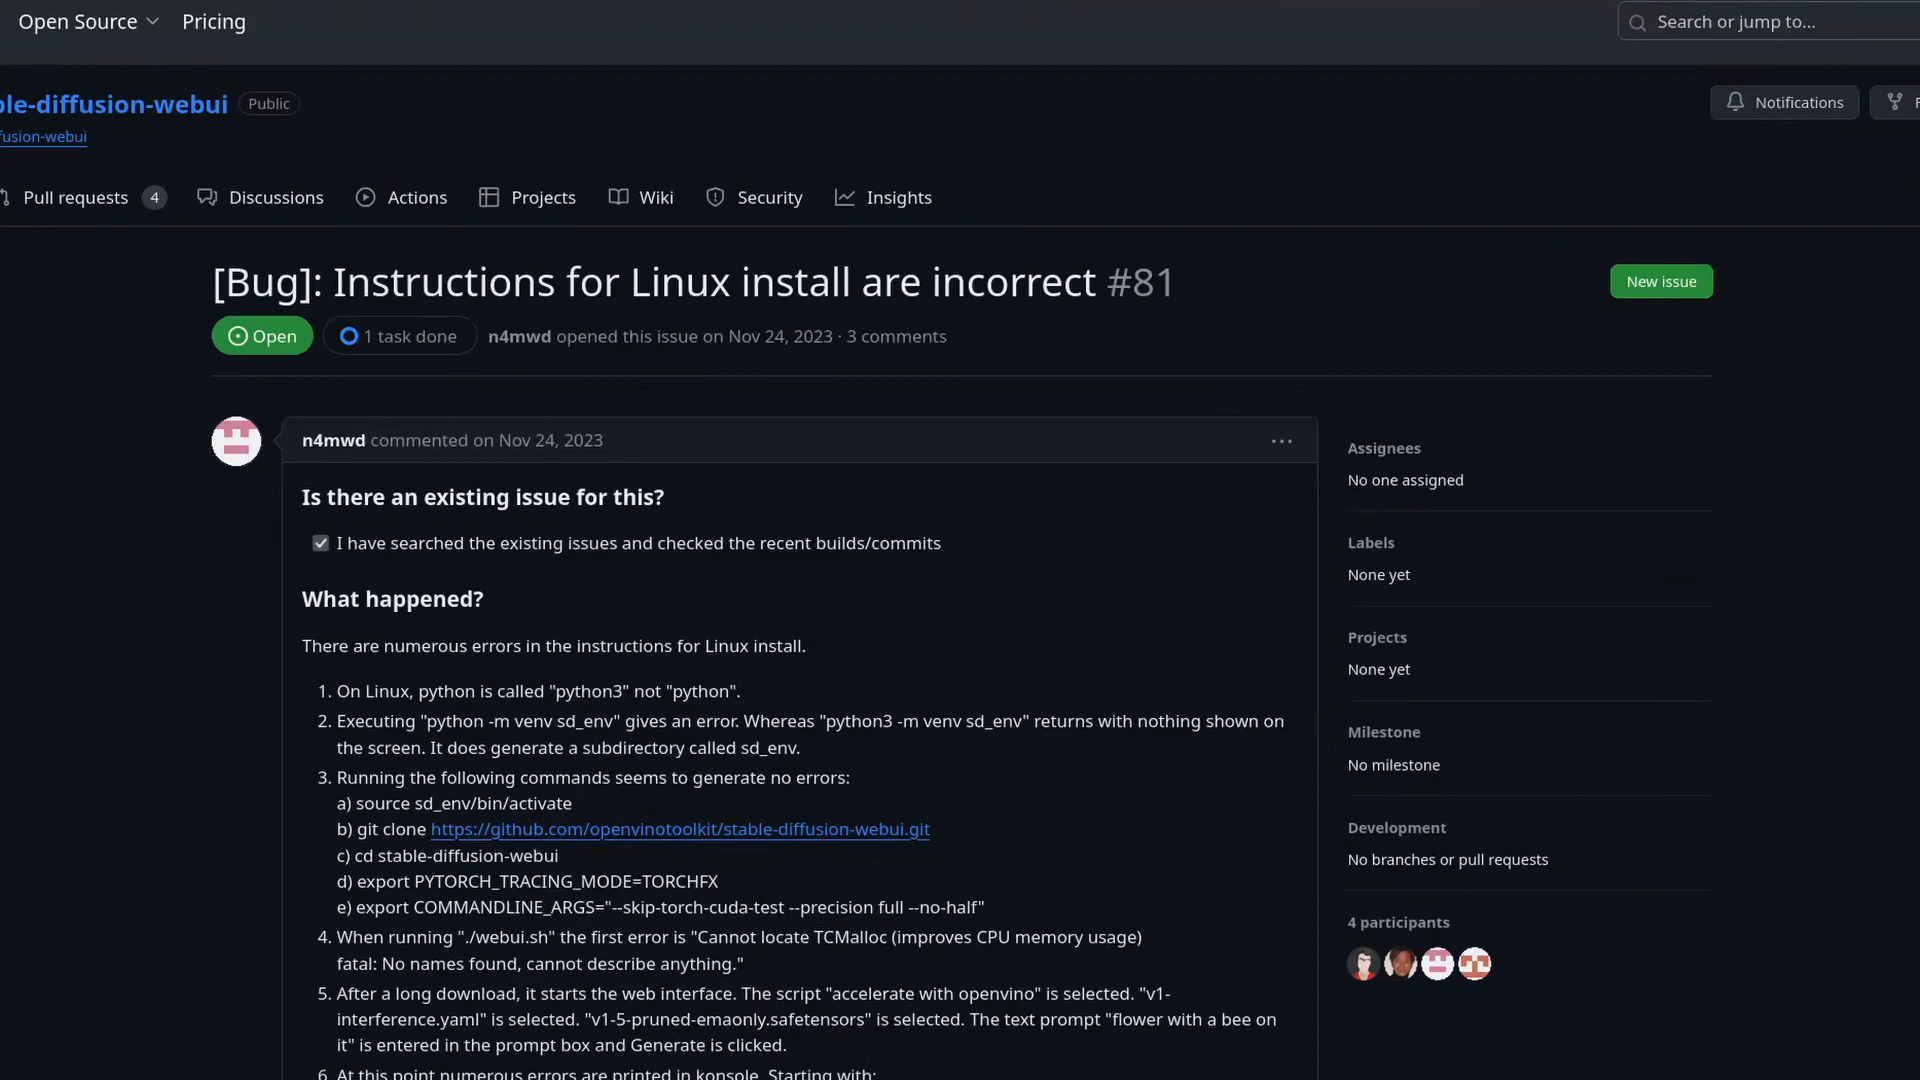 Open Source
Pricing
Search or jump to...
ble-diffusion-webui
Public
Notifications
fusion-webui
Pull requests 4
Discussions
Actions
Projects
Wiki
Security
Insights
[Bug]: Instructions for Linux install are incorrect #81
New issue
Open
1 task done
n4mwd opened this issue on Nov 24, 2023 · 3 comments
n4mwd commented on Nov 24, 2023
Is there an existing issue for this?
I have searched the existing issues and checked the recent builds/commits
What happened?
There are numerous errors in the instructions for Linux install.
1. On Linux, python is called "python3" not "python".
2. Executing "python -m venv sd_env" gives an error. Whereas "python3 -m venv sd_env" returns with nothing shown on
the screen. It does generate a subdirectory called sd_env.
3. Running the following commands seems to generate no errors:
a) source sd_env/bin/activate
b) git clone https://github.com/openvinotoolkit/stable-diffusion-webui.git
c) cd stable-diffusion-webui
d) export PYTORCH_TRACING_MODE=TORCHFX
e) export COMMANDLINE_ARGS="--skip-torch-cuda-test --precision full --no-half"
4. When running "./webui.sh" the first error is "Cannot locate TCMalloc (improves CPU memory usage)
fatal: No names found, cannot describe anything."
5. After a long download, it starts the web interface. The script "accelerate with openvino" is selected. "v1-
interference.yaml" is selected. "v1-5-pruned-emaonly.safetensors" is selected. The text prompt "flower with a bee on
it" is entered in the prompt box and Generate is clicked.
6. At this point numerous errors are printed in konsole. Starting with:
Assignees
No one assigned
Labels
None yet
Projects
None yet
Milestone
No milestone
Development
No branches or pull requests
4 participants